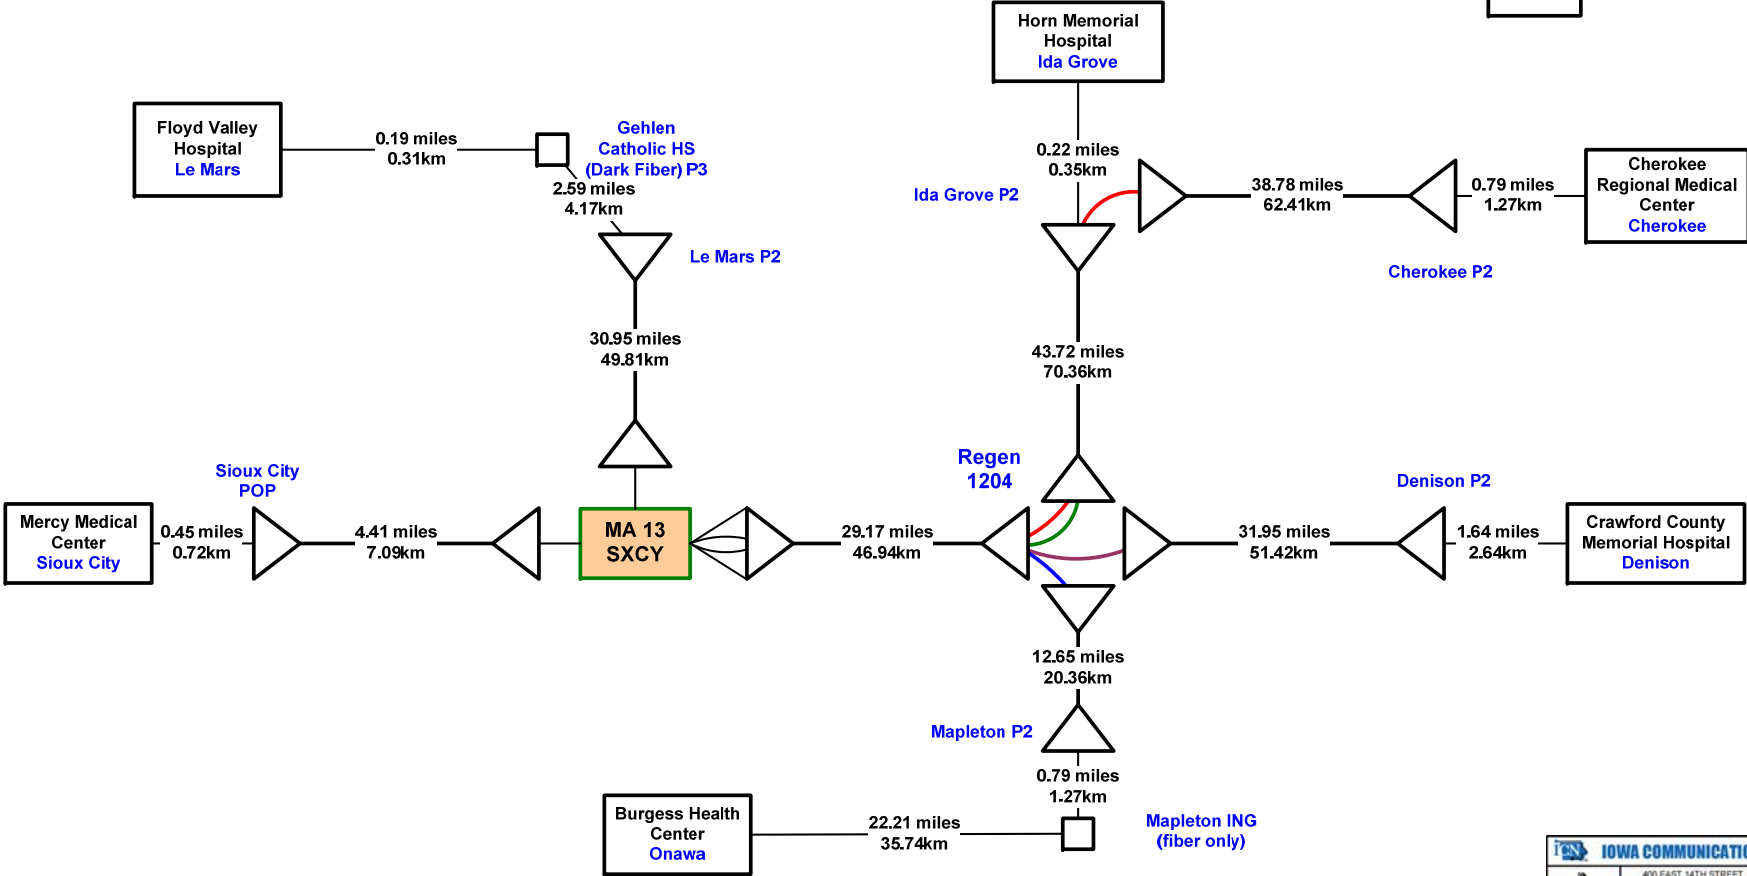 Horn Memorial
Hospital
Ida Grove
Floyd Valley
Hospital
Le Mars
0.19 miles
0.31km
Gehlen
Catholic HS
(Dark Fiber) P3
2.59 miles
4.17km
Le Mars P2
0.22 miles
0.35km
Ida Grove P2
38.78 miles
62.41km
0.79 miles
1.27km
Cherokee
Regional Medical
Center
Cherokee
Cherokee P2
30.95 miles
49.81km
43.72 miles
70.36km
Sioux City
POP
Regen
1204
Denison P2
Mercy Medical
Center
Sioux City
0.45 miles
0.72km
4.41 miles
7.09km
MA 13
SXCY
29.17 miles
46.94km
31.95 miles
51.42km
1.64 miles
2.64km
Crawford County
Memorial Hospital
Denison
12.65 miles
20.36km
Mapleton P2
0.79 miles
1.27km
Burgess Health
Center
Onawa
22.21 miles
35.74km
Mapleton ING
(fiber only)
ICN
IOWA COMMUNICATIO
400 EAST 14TH STREET